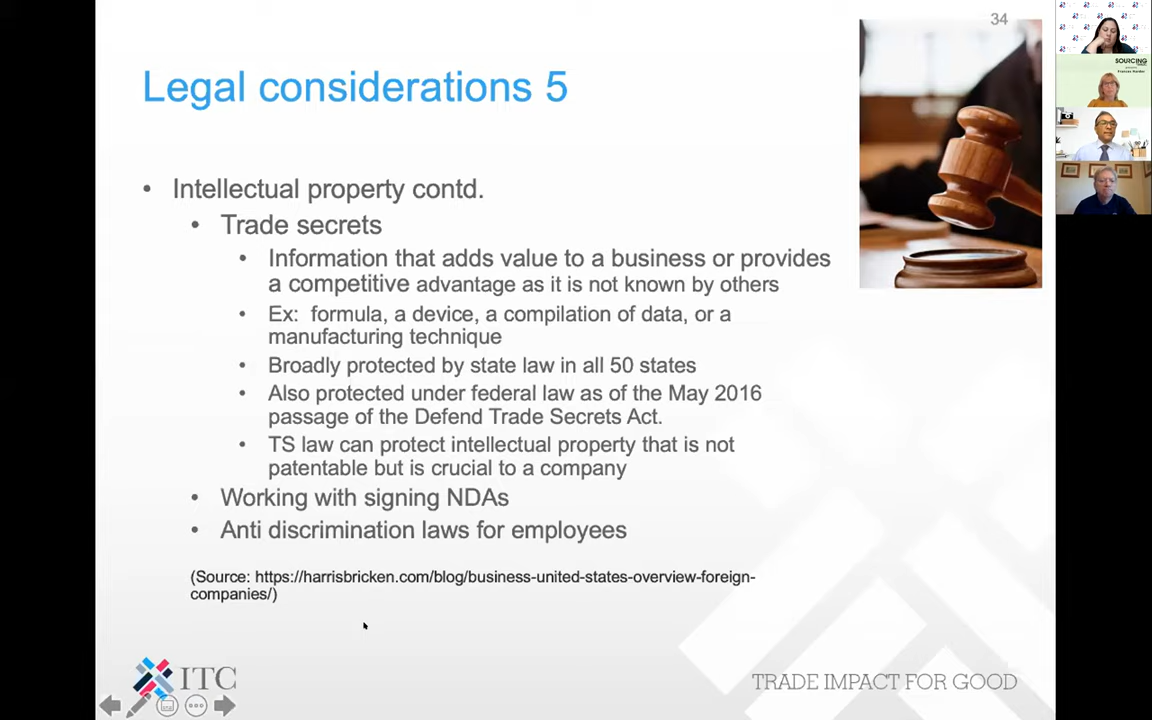 34
Legal considerations 5
• Intellectual property contd.
• Trade secrets
• Information that adds value to a business or provides
a competitive advantage as it is not known by others
• Ex:  formula, a device, a compilation of data, or a
manufacturing technique
• Broadly protected by state law in all 50 states
• Also protected under federal law as of the May 2016
passage of the Defend Trade Secrets Act.
• TS law can protect intellectual property that is not
patentable but is crucial to a company
• Working with signing NDAs
• Anti discrimination laws for employees
(Source: https://harrisbricken.com/blog/business-united-states-overview-foreign-
companies/)
ITC
TRADE IMPACT FOR GOOD
SOURCING